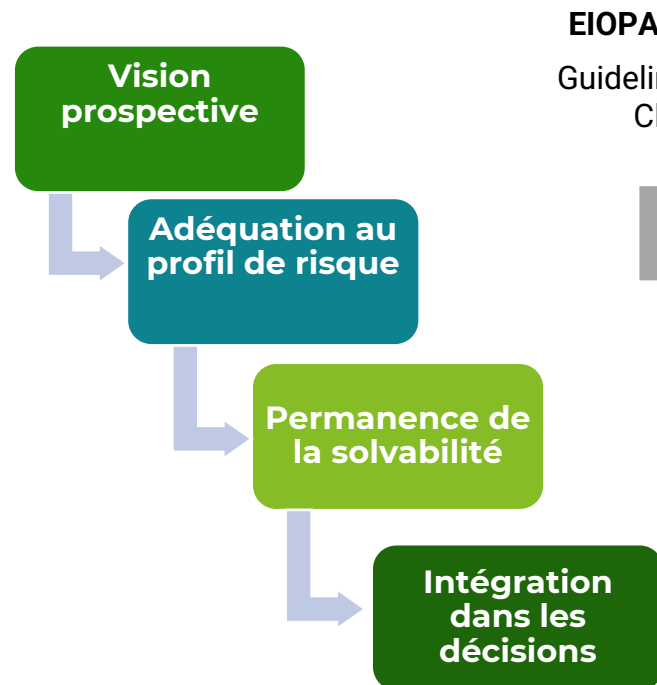 EIOPA
Vision
prospective
Adéquation au
profil de risque
Permanence de
la solvabilité
Intégration
dans les
décisions